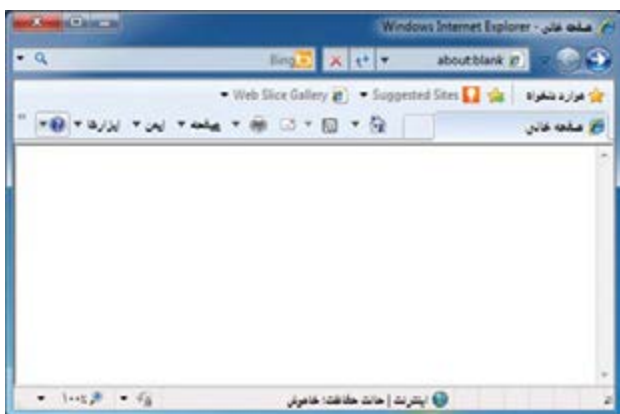 صفحه خالی - Windows Internet Explorer
about:blank
Bing
موارد دلخواه
Suggested Sites
Web Slice Gallery
صفحه خالی
صفحه
ایمنی
ابزارها
اینترنت | حالت حفاظت: خاموش
۱۰۰٪